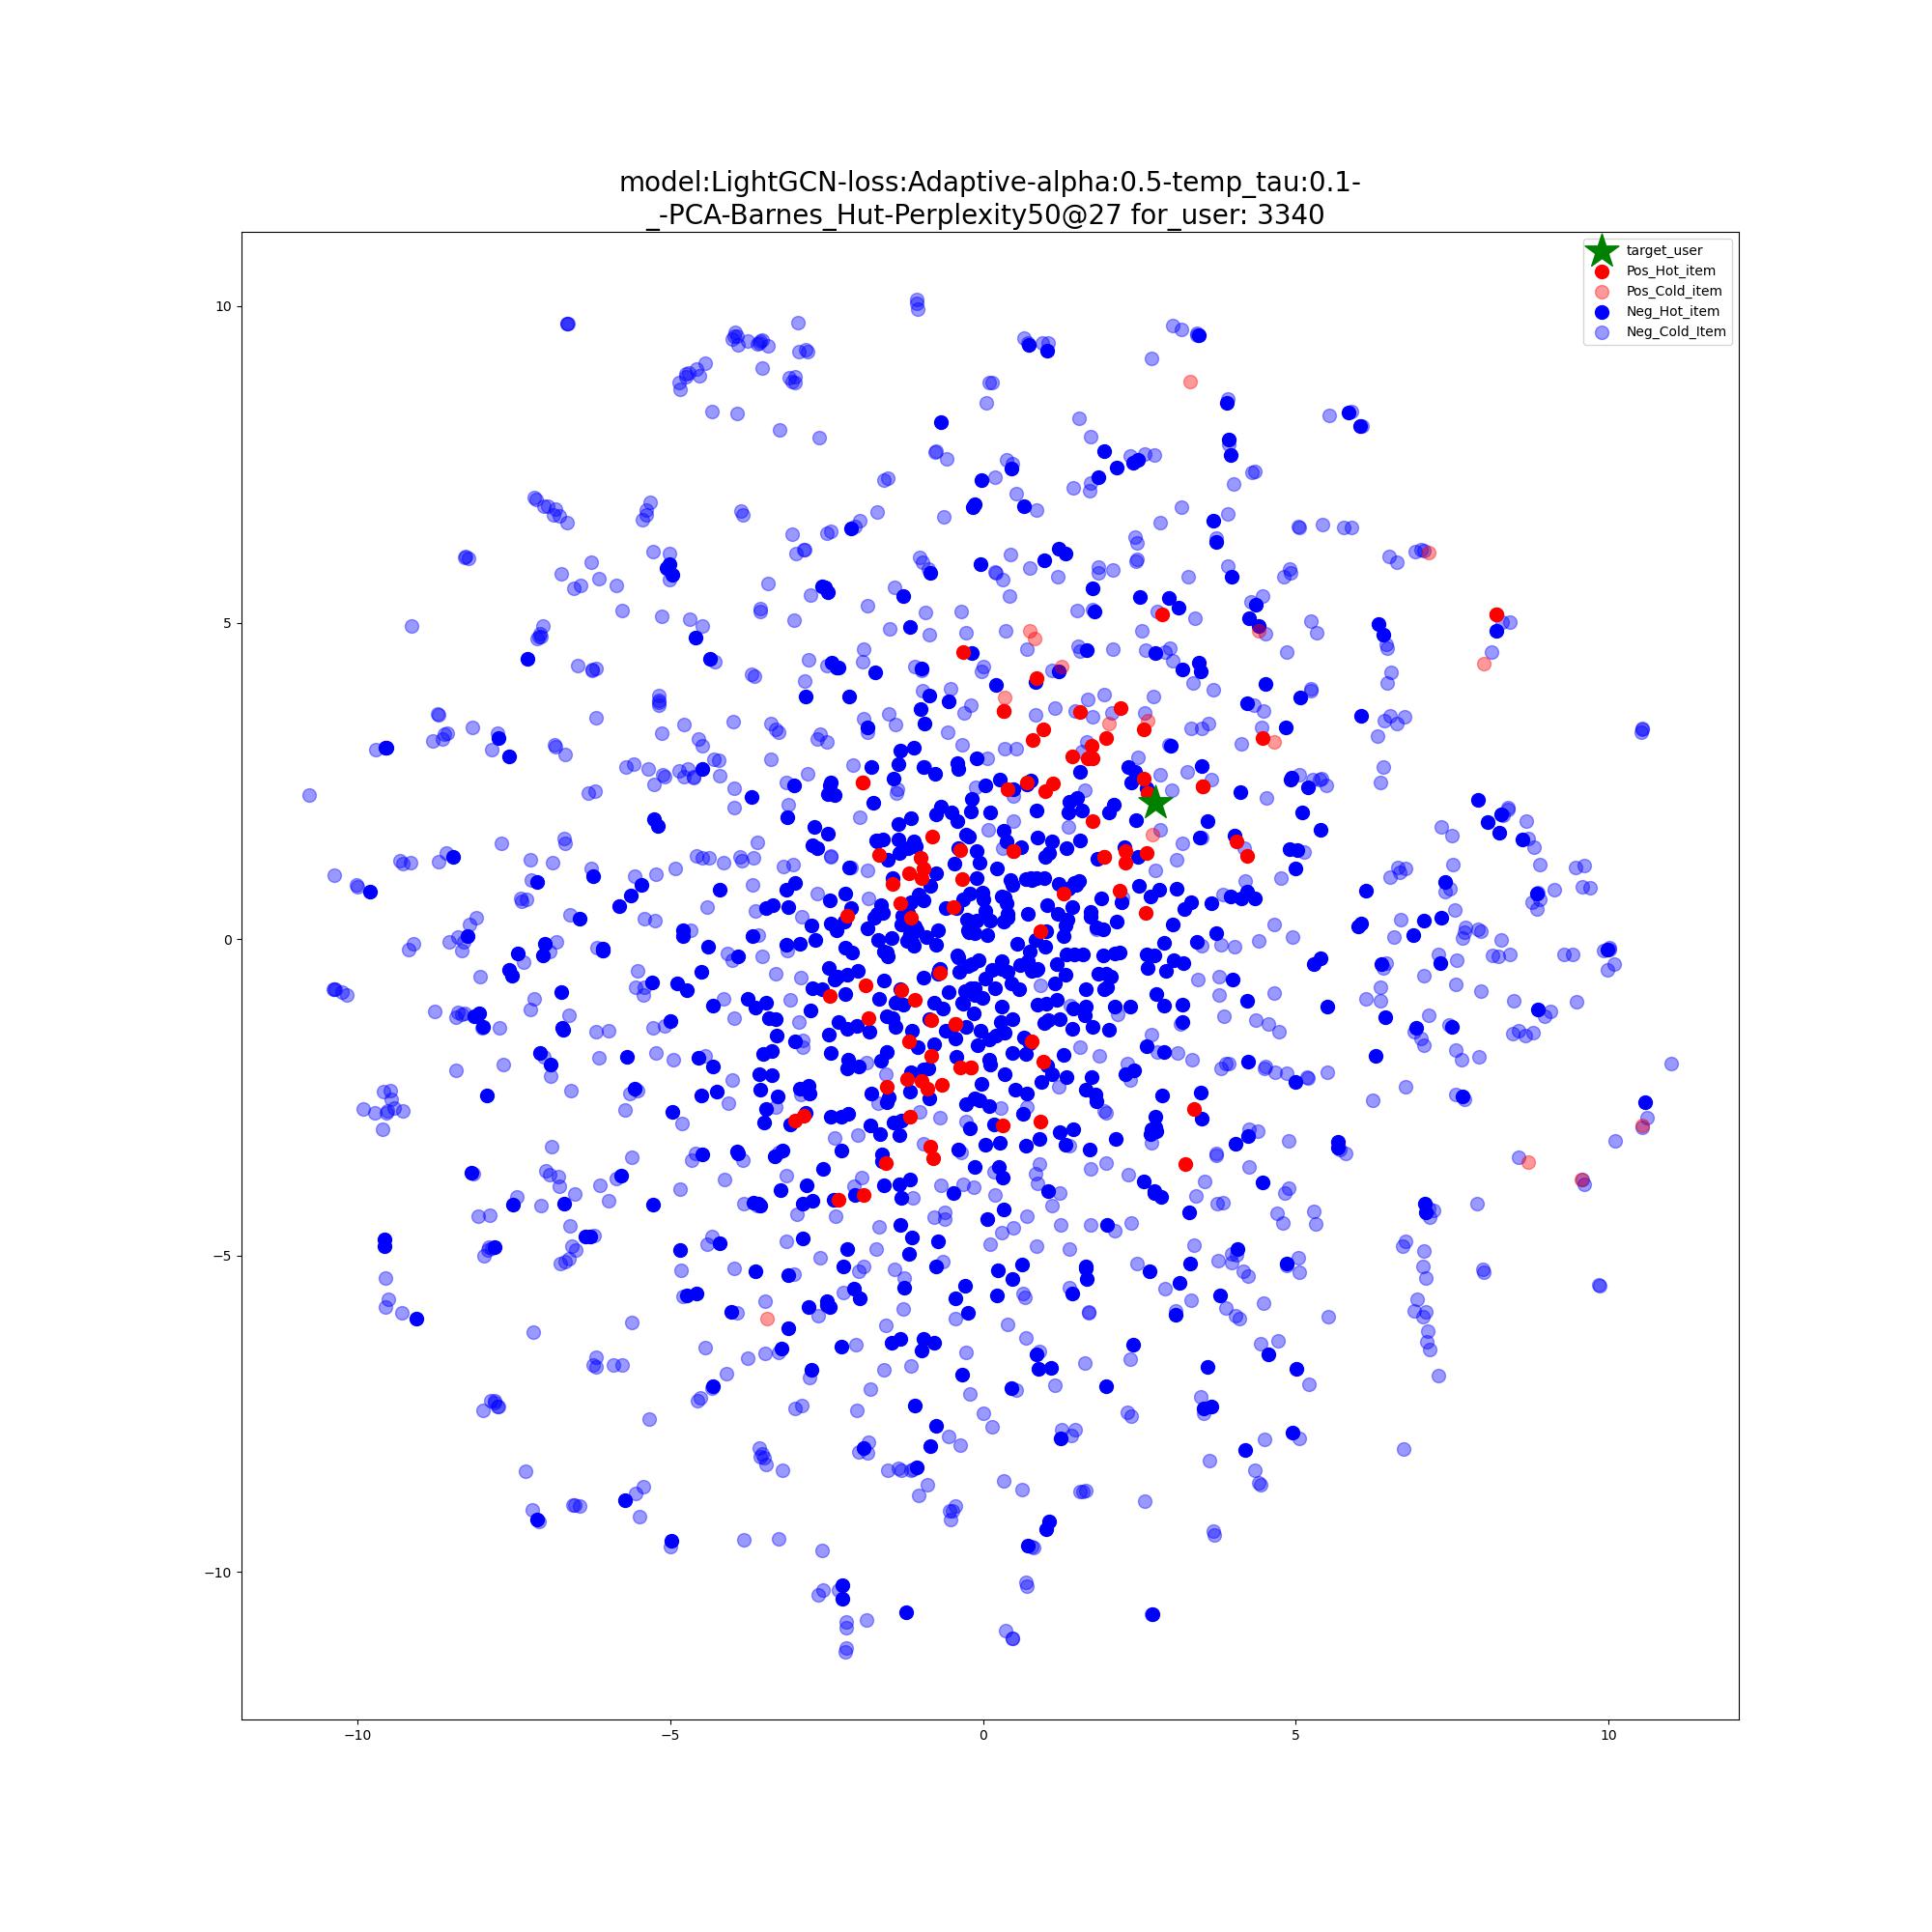 model:LightGCN-loss:Adaptive-alpha:0.5-temp_tau:0.1-
_-PCA-Barnes_Hut-Perplexity50@27 for_user: 3340
target_user
Pos_Hot_item
Pos_Cold_item
Neg_Hot_item
Neg_Cold_Item
10
5
0
−5
−10
−10
−5
0
5
10